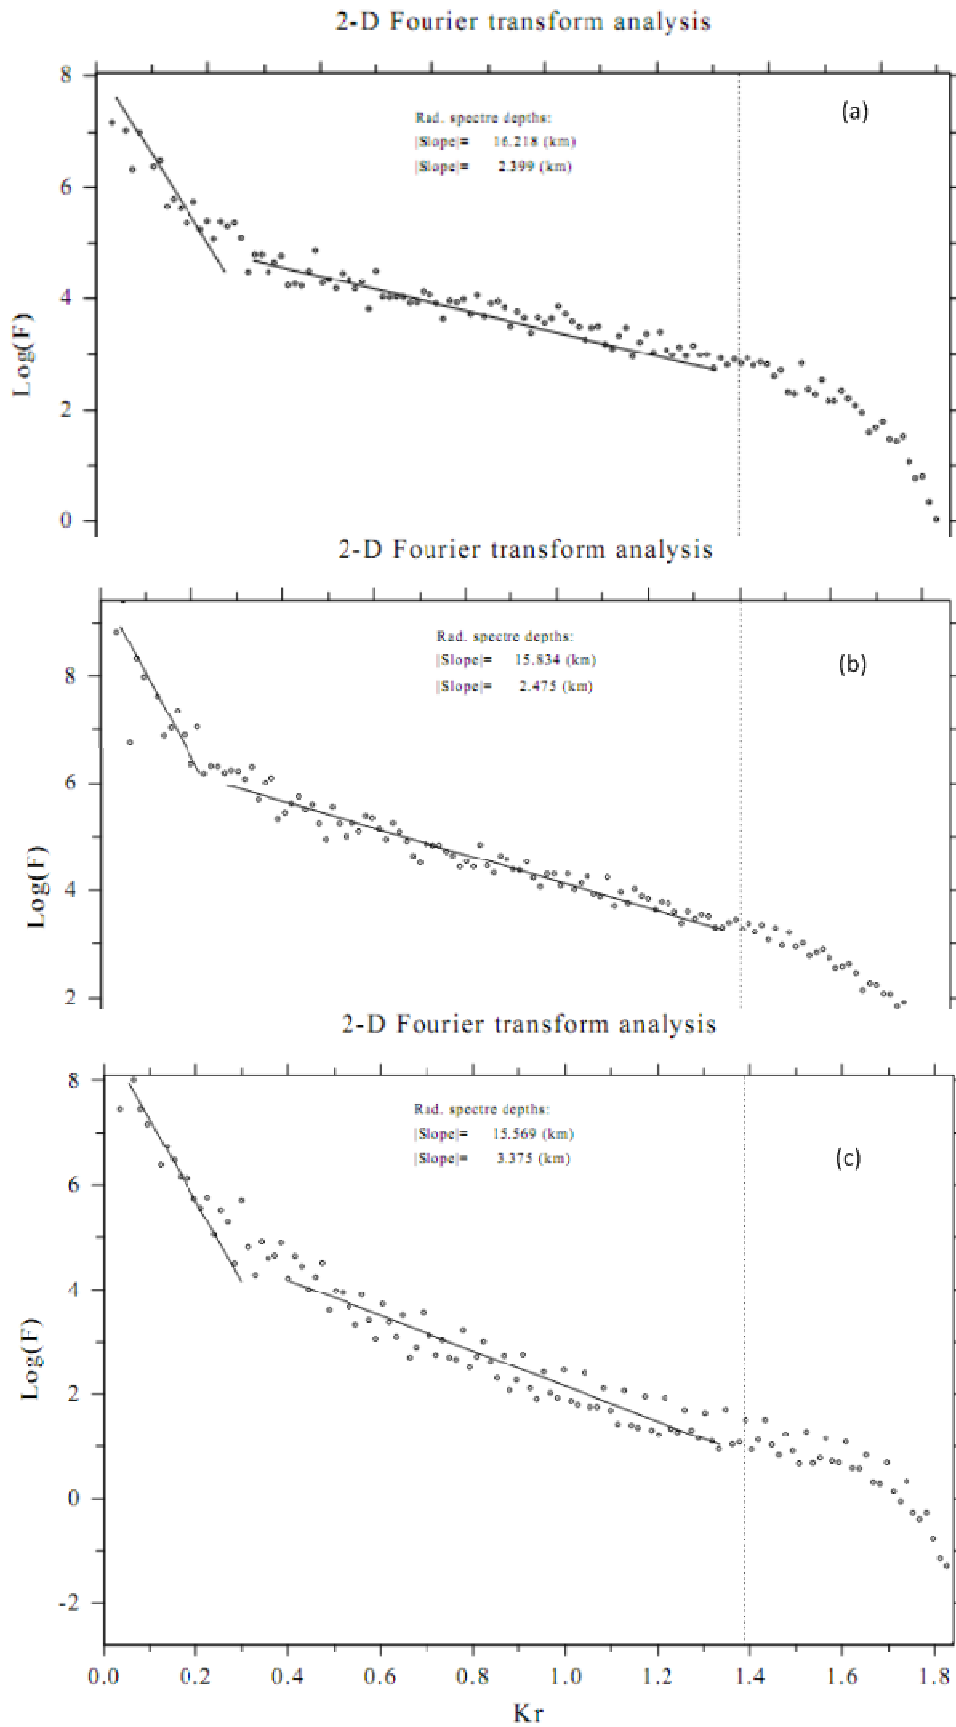 2-D Fourier transform analysis
8
(a)
Rad. spectre depths:
|Slope|= 16.218 (km)
|Slope|= 2.399 (km)
6
4
Log(F)
2
0
2-D Fourier transform analysis
Rad. spectre depths:
(b)
|Slope|= 15.834 (km)
|Slope|= 2.475 (km)
8
6
Log(F)
4
2
2-D Fourier transform analysis
8
Rad. spectre depths:
|Slope|= 15.569 (km)
|Slope|= 3.375 (km)
(c)
6
4
Log(F)
2
0
-2
0.0 0.2 0.4 0.6 0.8 1.0 1.2 1.4 1.6 1.8
Kr